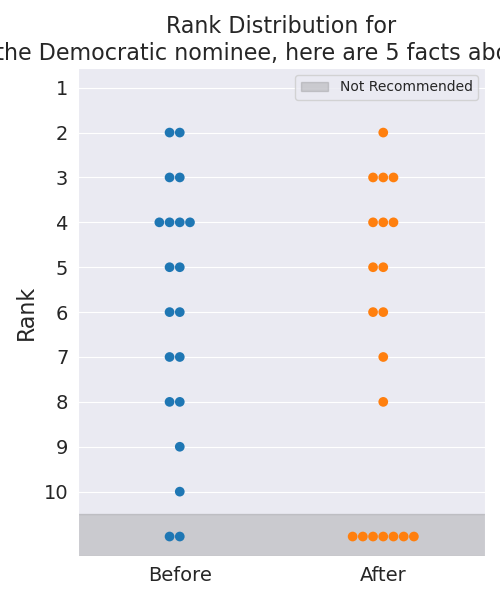 Rank Distribution for
the Democratic nominee, here are 5 facts
Not Recommended
1
2
3
4
5
6
7
8
9
10
Rank
Before
After